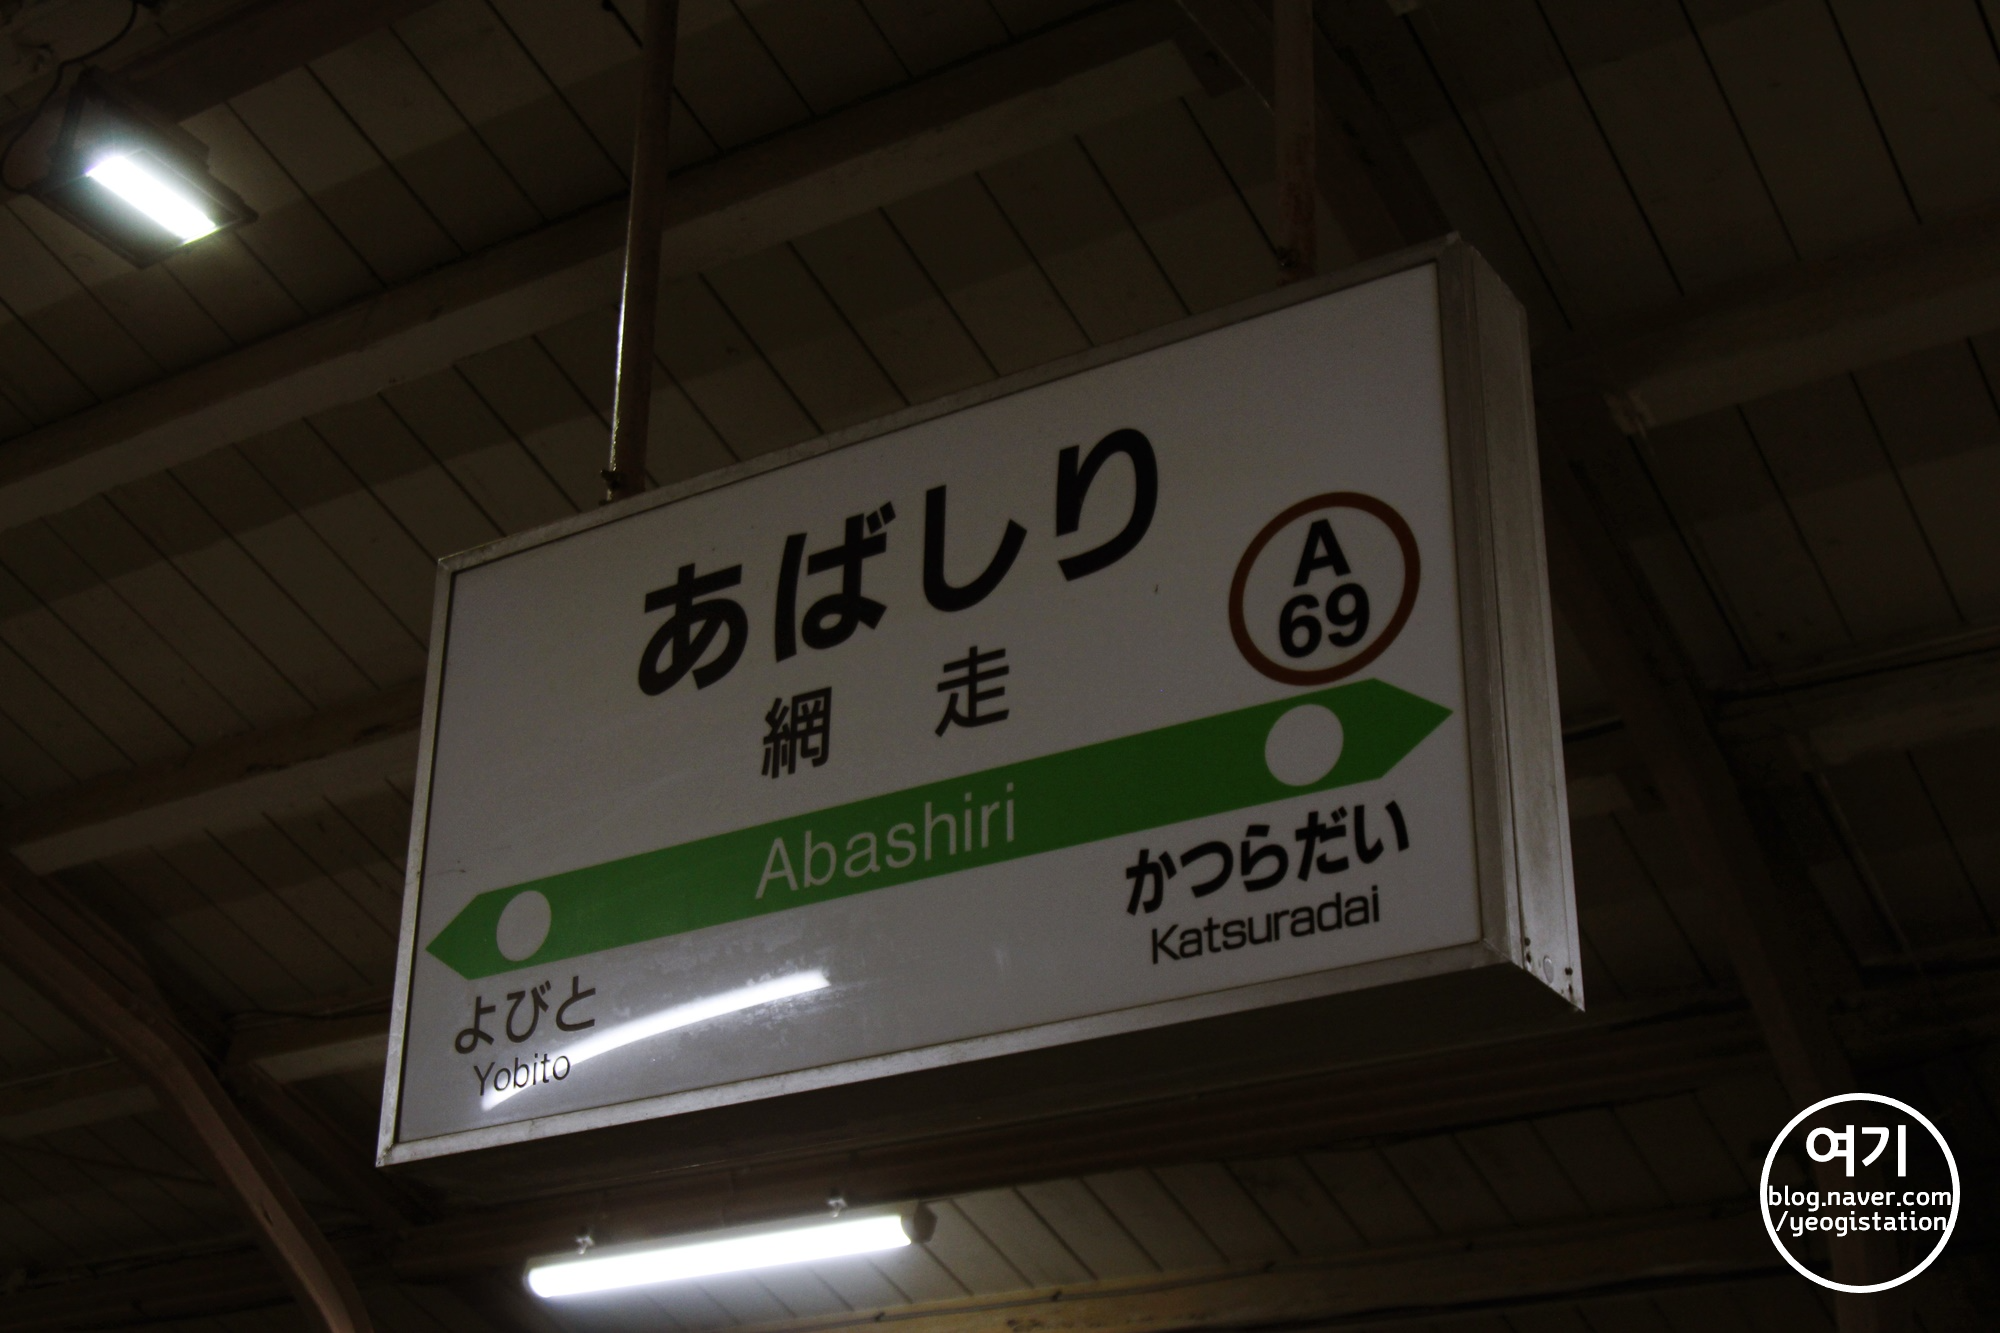 あばしり
網走
A
69
Abashiri
よびと
Yobito
かつらだい
Katsuradai
여기
blog.naver.com
/yeogistation